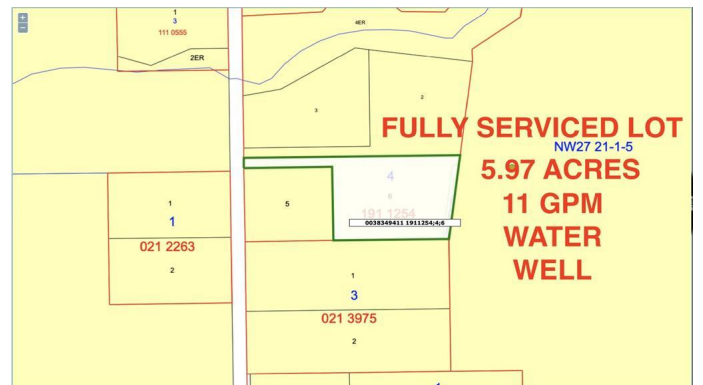 +
−
1
3
111 0555
2ER
4ER
3
2
FULLY SERVICED LOT
NW27 21-1-5
5.97 ACRES
11 GPM
WATER
WELL
4
6
191 1254
0038349411 1911254;4;6
5
1
1
021 2263
2
1
3
021 3975
2